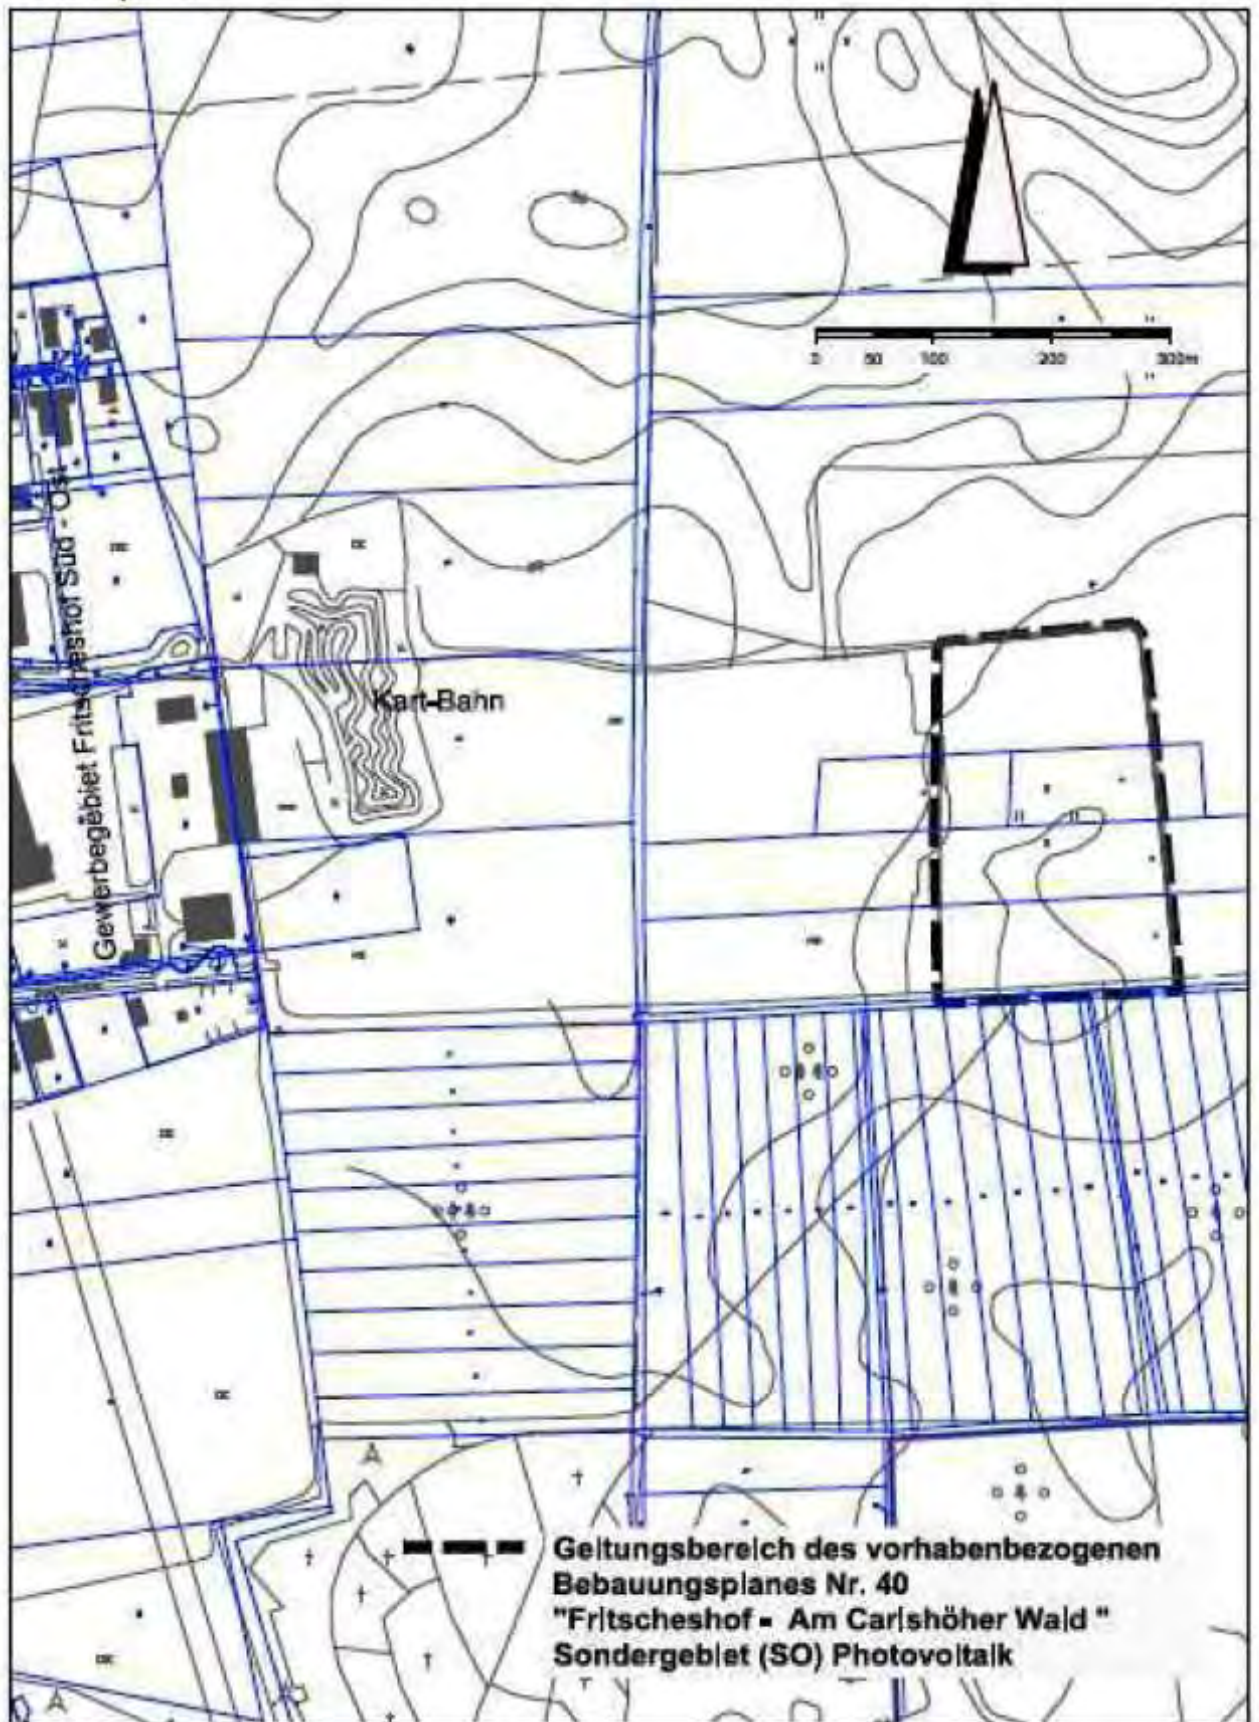 0 50 100 200 300m
Gewerbegebiet Fritscheshof Süd - Ost
Kart-Bahn
Geltungsbereich des vorhabenbezogenen
Bebauungsplanes Nr. 40
"Fritscheshof - Am Carlshöher Wald "
Sondergebiet (SO) Photovoltaik